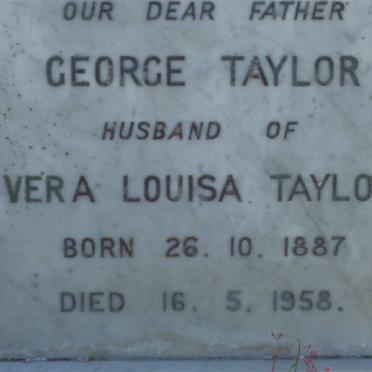 OUR DEAR FATHER
GEORGE TAYLOR
HUSBAND OF
VERA LOUISA TAYLO
BORN 26. 10. 1887
DIED 16. 5. 1958.